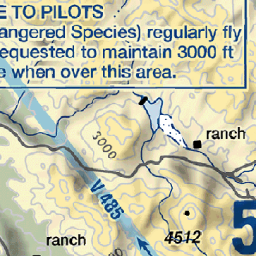 E TO PILOTS
angered Species) regularly fly
equested to maintain 3000 ft
e when over this area.
3000
ranch
V 485
ranch
4512
5